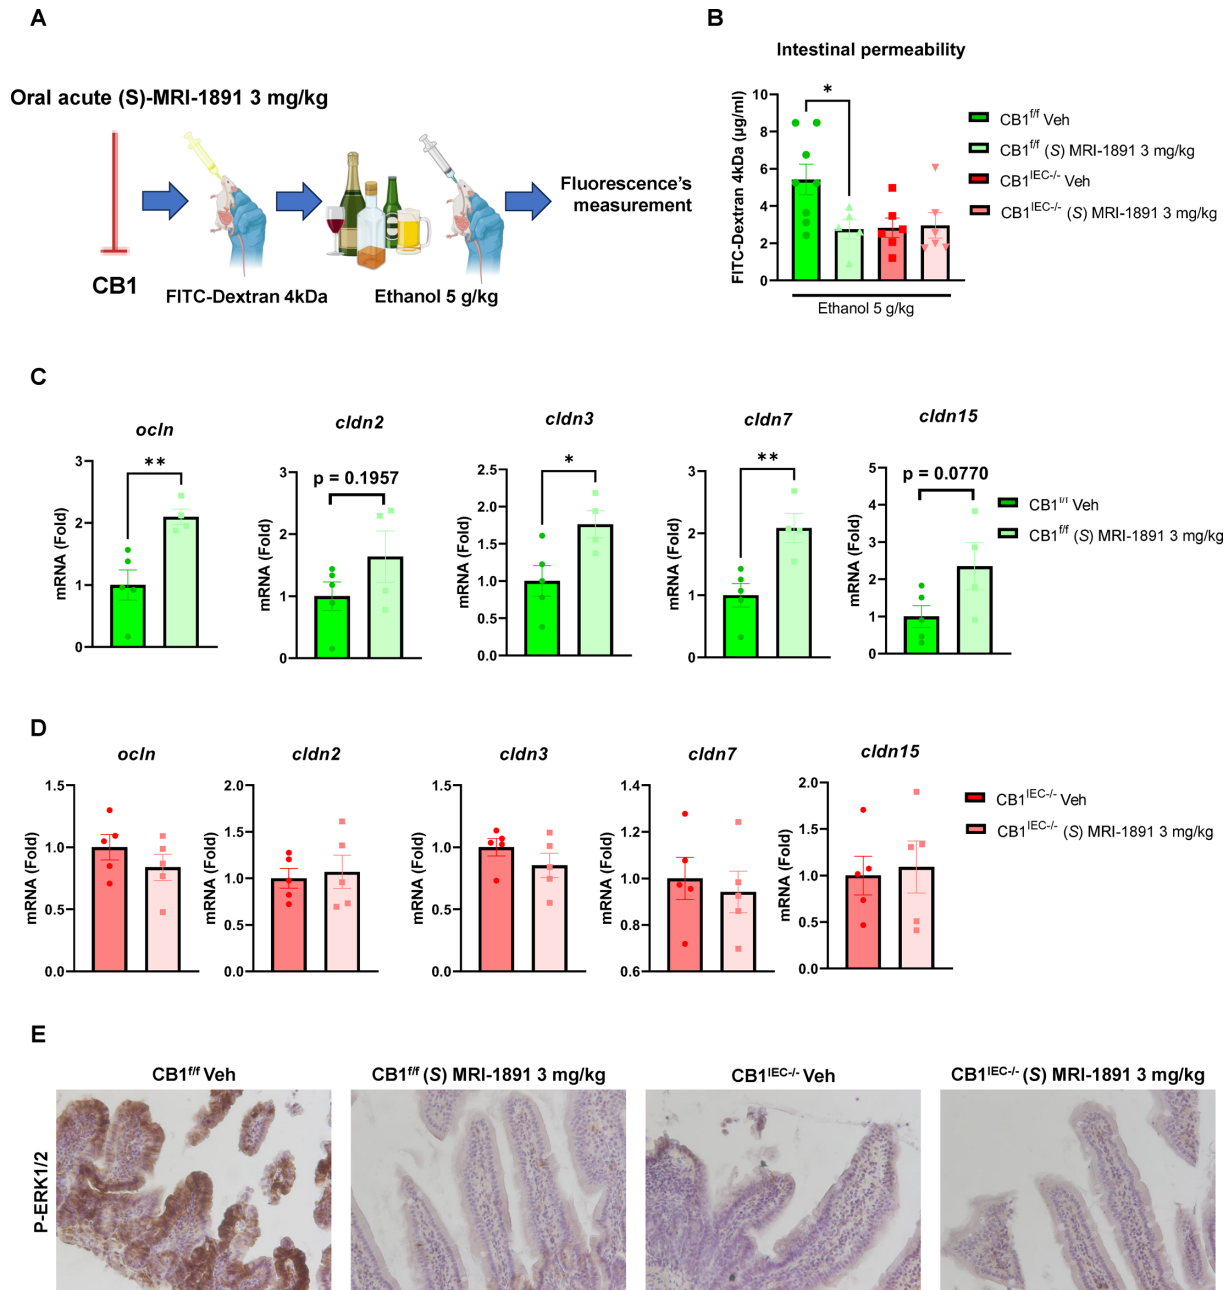 A
Oral acute (S)-MRI-1891 3 mg/kg
CB1
FITC-Dextran 4kDa
Ethanol 5 g/kg
Fluorescence's
measurement
B
Intestinal permeability
FITC-Dextran 4kDa (µg/ml)
10
8
6
4
2
0
*
Ethanol 5 g/kg
CB1f/f Veh
CB1f/f (S) MRI-1891 3 mg/kg
CB1IEC-/- Veh
CB1IEC-/- (S) MRI-1891 3 mg/kg
C
ocln
mRNA (Fold)
3
2
1
0
**
cldn2
mRNA (Fold)
3
2
1
0
p = 0.1957
cldn3
mRNA (Fold)
2.5
2.0
1.5
1.0
0.5
0.0
*
cldn7
mRNA (Fold)
3
2
1
0
**
cldn15
mRNA (Fold)
5
4
3
2
1
0
p = 0.0770
CB1f/f Veh
CB1f/f (S) MRI-1891 3 mg/kg
D
ocln
mRNA (Fold)
1.5
1.0
0.5
0.0
cldn2
mRNA (Fold)
2.0
1.5
1.0
0.5
0.0
cldn3
mRNA (Fold)
1.5
1.0
0.5
0.0
cldn7
mRNA (Fold)
1.4
1.2
1.0
0.8
0.6
cldn15
mRNA (Fold)
2.0
1.5
1.0
0.5
0.0
CB1IEC-/- Veh
CB1IEC-/- (S) MRI-1891 3 mg/kg
E
CB1f/f Veh
CB1f/f (S) MRI-1891 3 mg/kg
CB1IEC-/- Veh
CB1IEC-/- (S) MRI-1891 3 mg/kg
P-ERK1/2